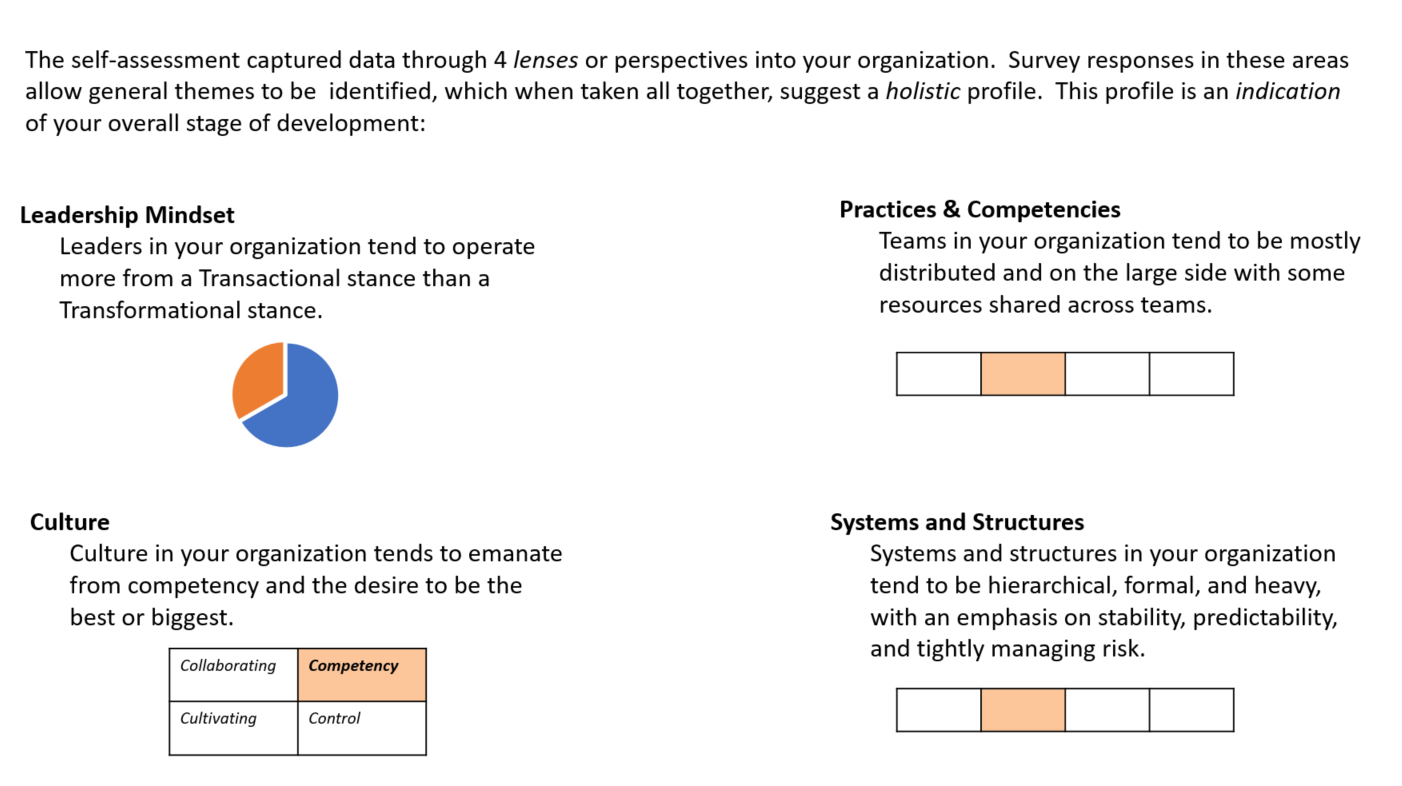 The self-assessment captured data through 4 lenses or perspectives into your organization.  Survey responses in these areas
allow general themes to be  identified, which when taken all together, suggest a holistic profile.  This profile is an indication
of your overall stage of development:
Leadership Mindset
Leaders in your organization tend to operate
more from a Transactional stance than a
Transformational stance.
Practices & Competencies
Teams in your organization tend to be mostly
distributed and on the large side with some
resources shared across teams.
Culture
Culture in your organization tends to emanate
from competency and the desire to be the
best or biggest.
Collaborating
Competency
Cultivating
Control
Systems and Structures
Systems and structures in your organization
tend to be hierarchical, formal, and heavy,
with an emphasis on stability, predictability,
and tightly managing risk.